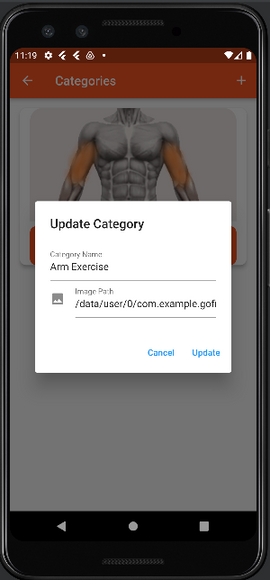 11:19
Categories
Update Category
Category Name
Arm Exercise
Image Path
/data/user/0/com.example.gofi
Cancel
Update